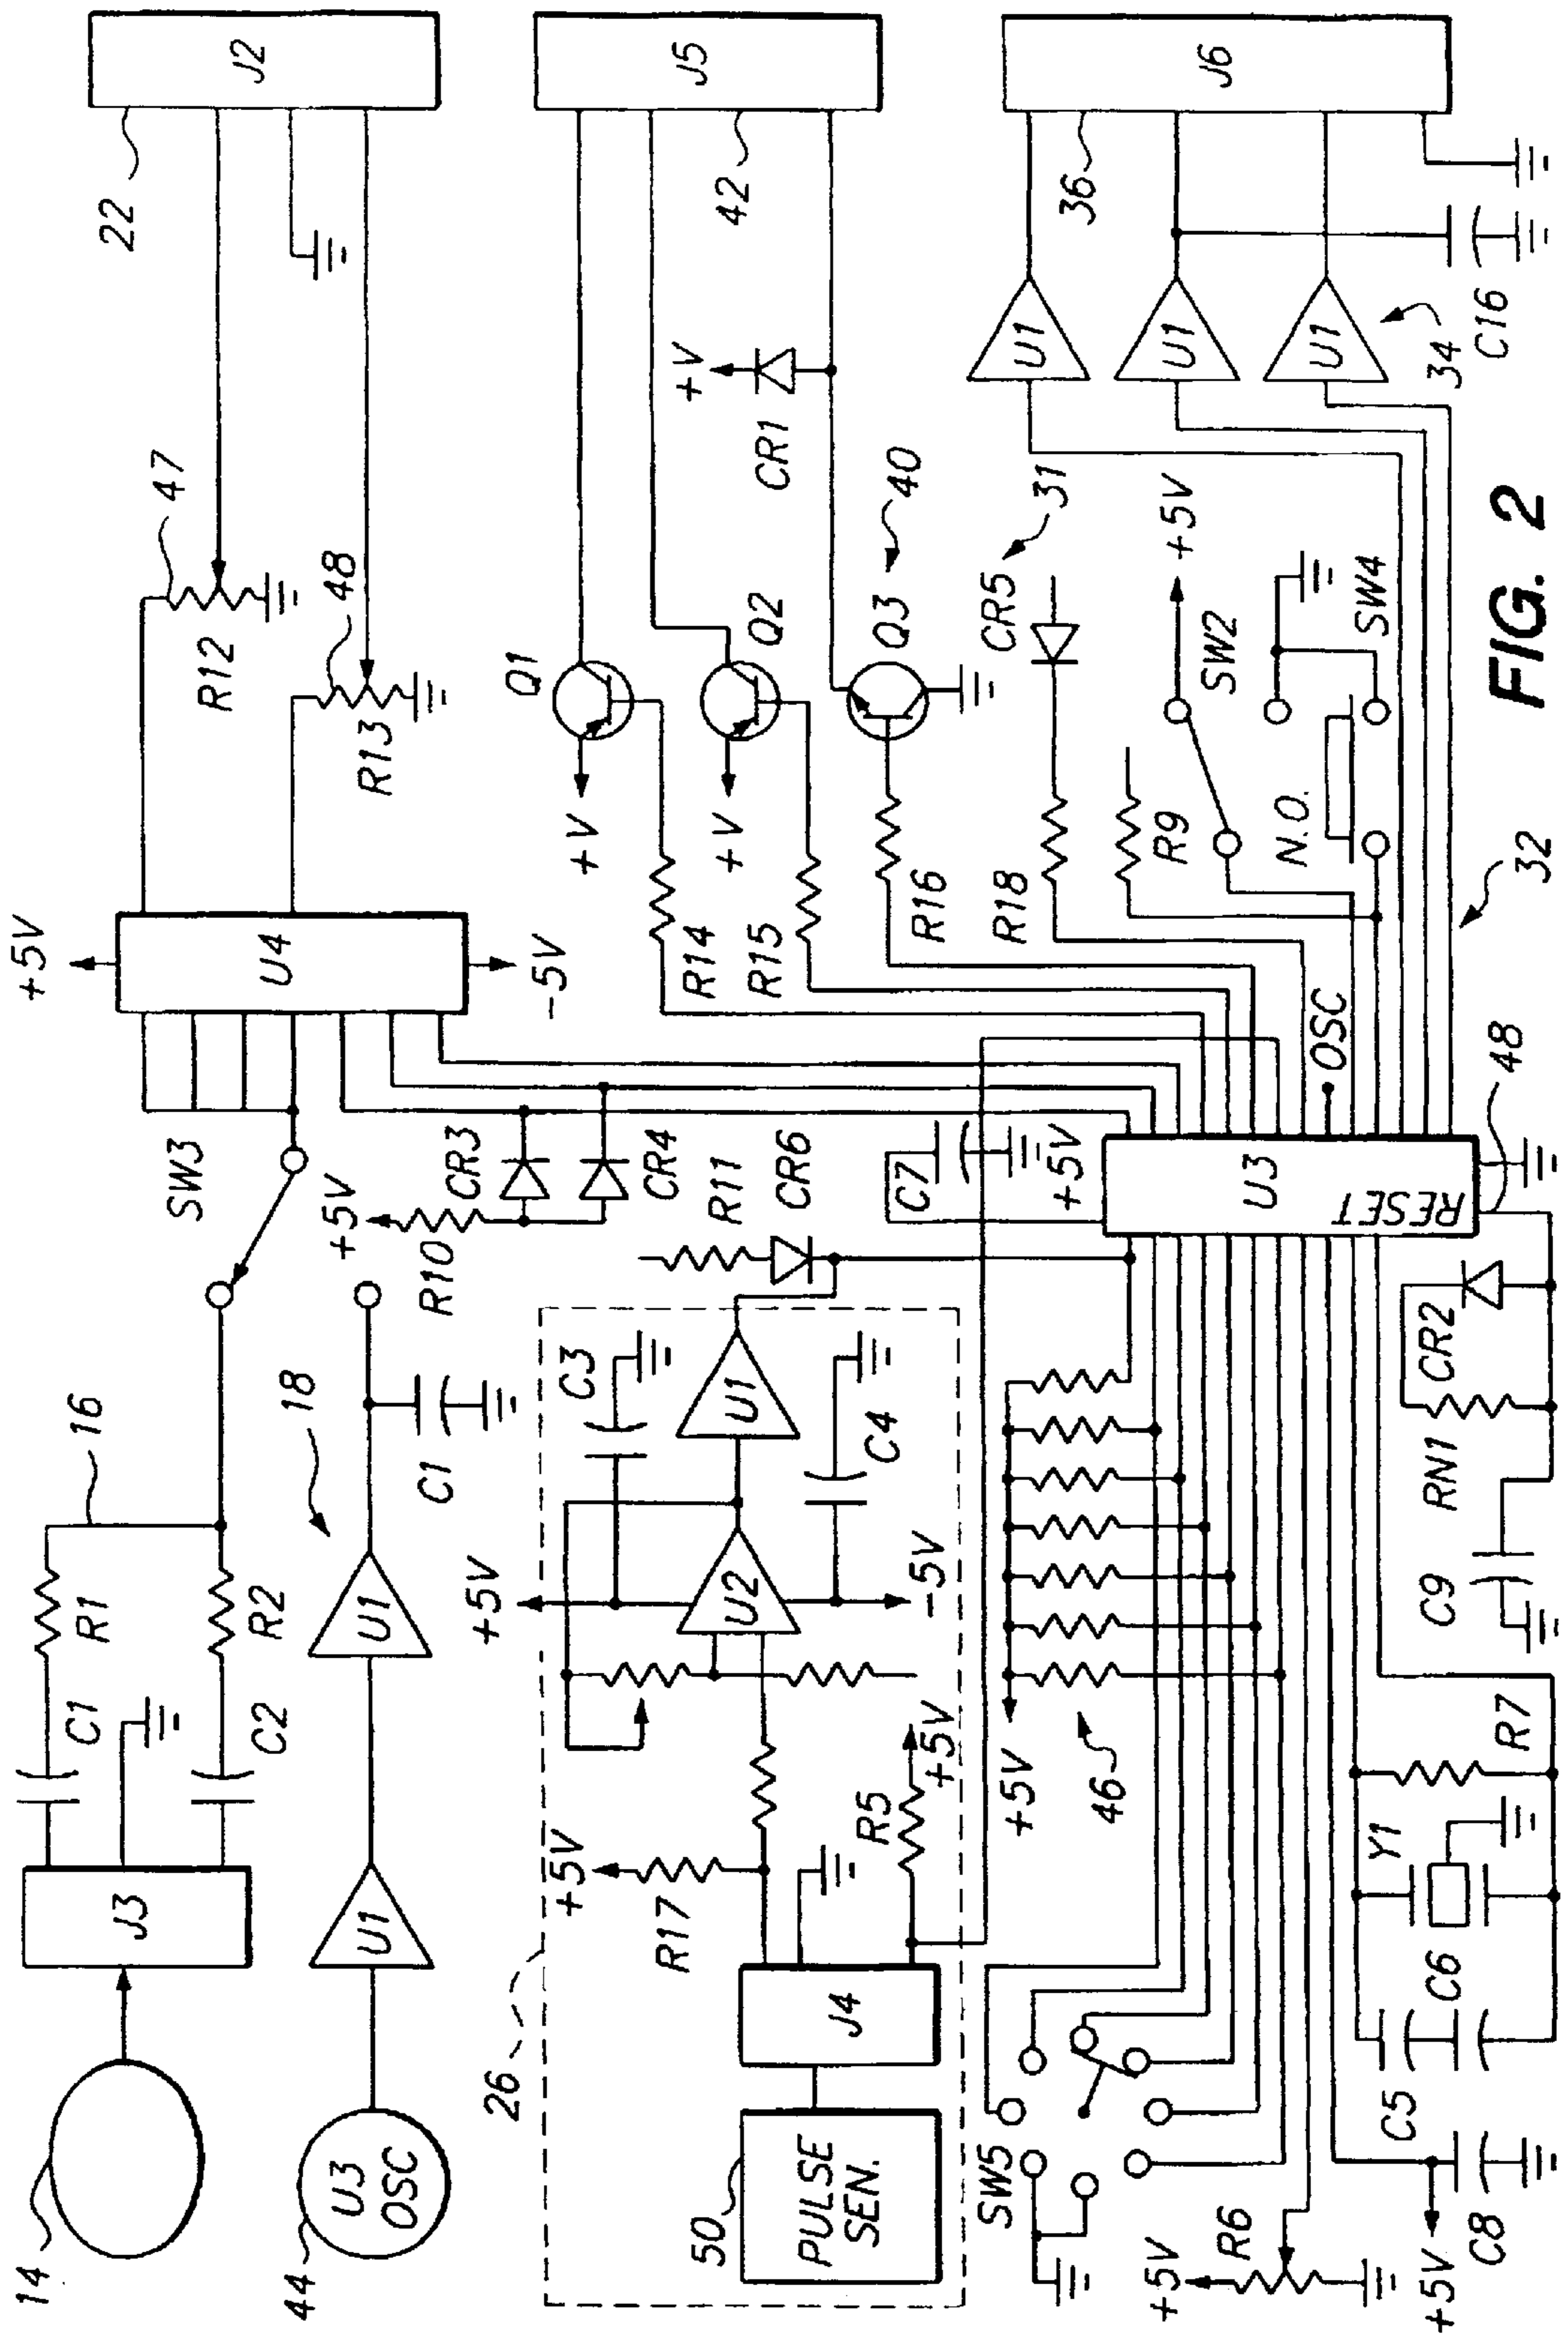 14
J3
C1
R1
16
C2
R2
SW3
+5V
U4
-5V
47
R12
48
R13
22
J2
44
U3
OSC
U1
U1
18
C1
+5V
R10
CR3
CR4
R11
CR6
26
+5V
R17
+5V
U2
-5V
C3
U1
C4
50
PULSE
SEN.
J4
R5
+5V
+V
Q1
R14
+V
Q2
R15
Q3
R16
40
+V
CR1
42
J5
SW5
+5V
46
C7
+5V
U3
RESET
OSC
R18
CR5
31
R9
SW2
+5V
N.O.
SW4
U1
U1
U1
34
36
J6
C16
+5V
R6
+5V
C8
C5
C6
Y1
R7
C9
RN1
CR2
48
32
FIG. 2